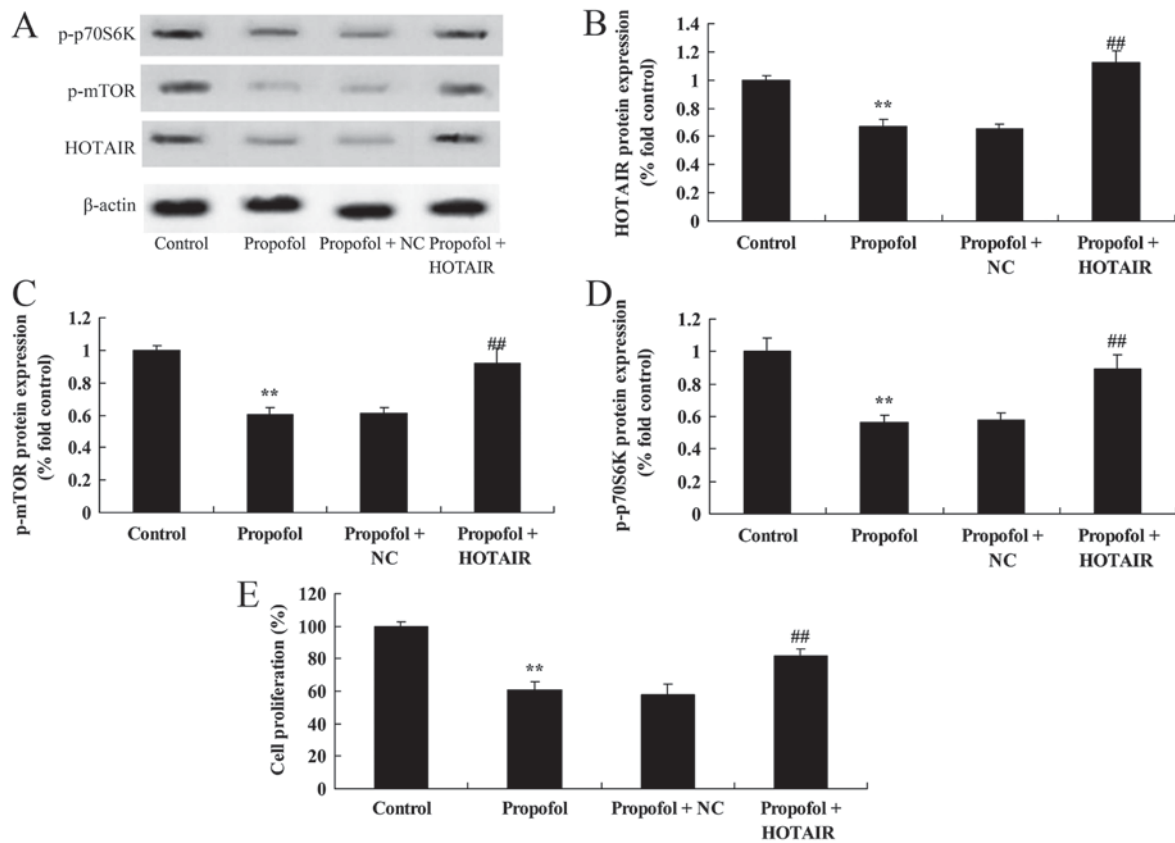 A
p-p70S6K
p-mTOR
HOTAIR
β-actin
Control Propofol Propofol + NC Propofol +
HOTAIR
B
HOTAIR protein expression
(% fold control)
1.4
1.2
1
0.8
0.6
0.4
0.2
0
**
##
Control Propofol Propofol + Propofol +
NC HOTAIR
C
p-mTOR protein expression
(% fold control)
1.2
1
0.8
0.6
0.4
0.2
0
**
##
Control Propofol Propofol + Propofol +
NC HOTAIR
D
p-p70S6K protein expression
(% fold control)
1.2
1
0.8
0.6
0.4
0.2
0
**
##
Control Propofol Propofol + Propofol +
NC HOTAIR
E
Cell proliferation (%)
120
100
80
60
40
20
0
**
##
Control Propofol Propofol + NC Propofol +
HOTAIR